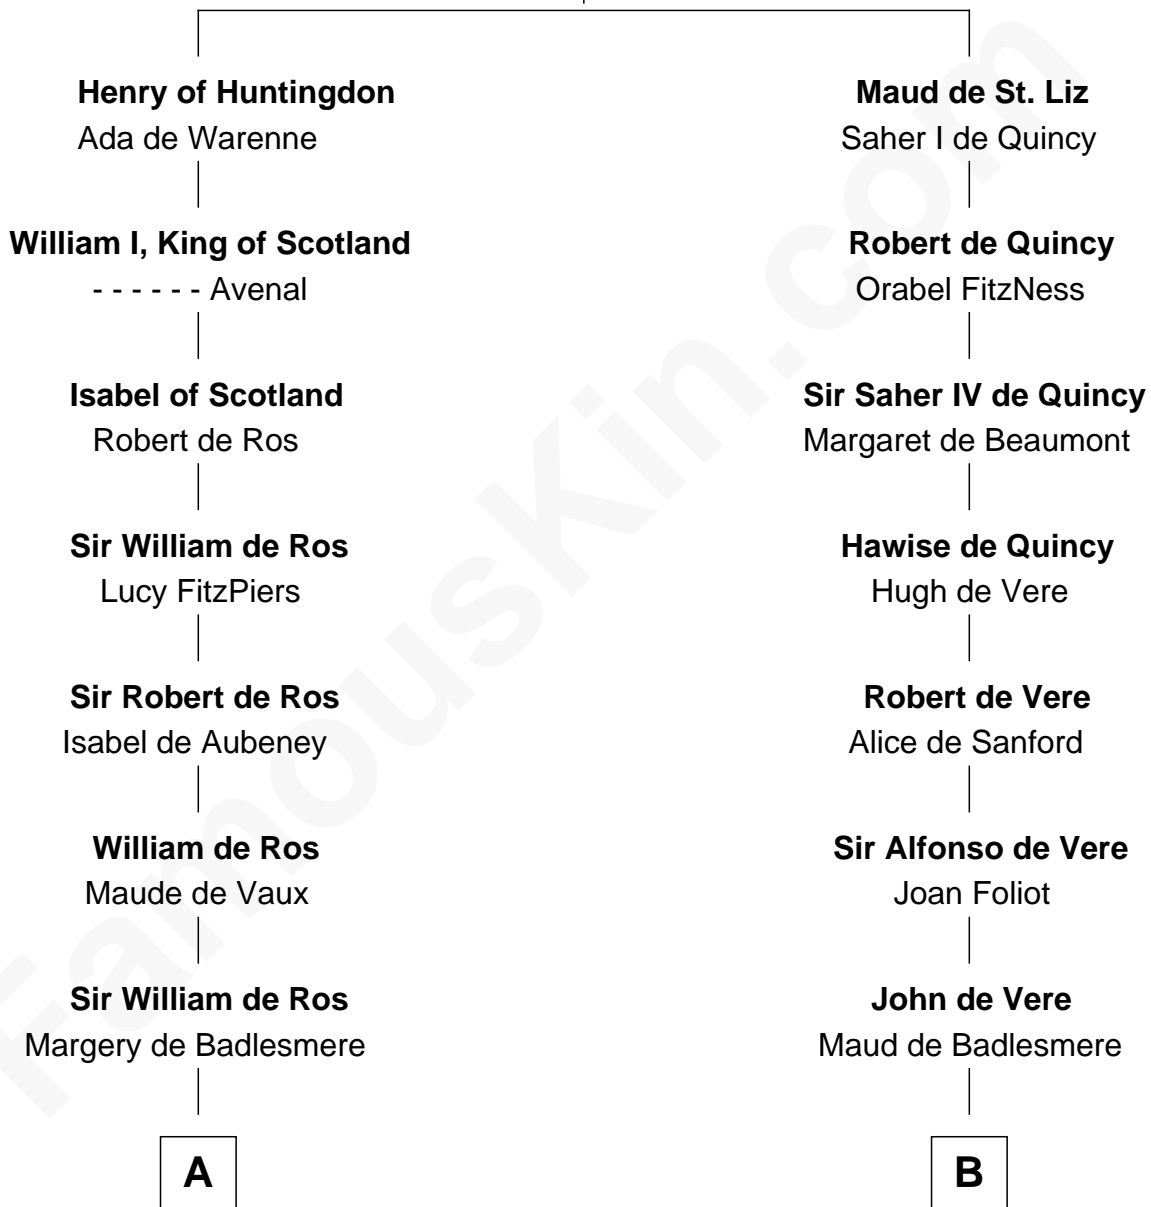 Henry of Huntingdon
Ada de Warenne
William I, King of Scotland
- - - - - - Avenal
Isabel of Scotland
Robert de Ros
Sir William de Ros
Lucy FitzPiers
Sir Robert de Ros
Isabel de Aubeney
William de Ros
Maude de Vaux
Sir William de Ros
Margery de Badlesmere
A
Maud de St. Liz
Saher I de Quincy
Robert de Quincy
Orabel FitzNess
Sir Saher IV de Quincy
Margaret de Beaumont
Hawise de Quincy
Hugh de Vere
Robert de Vere
Alice de Sanford
Sir Alfonso de Vere
Joan Foliot
John de Vere
Maud de Badlesmere
B
FamousKin.com